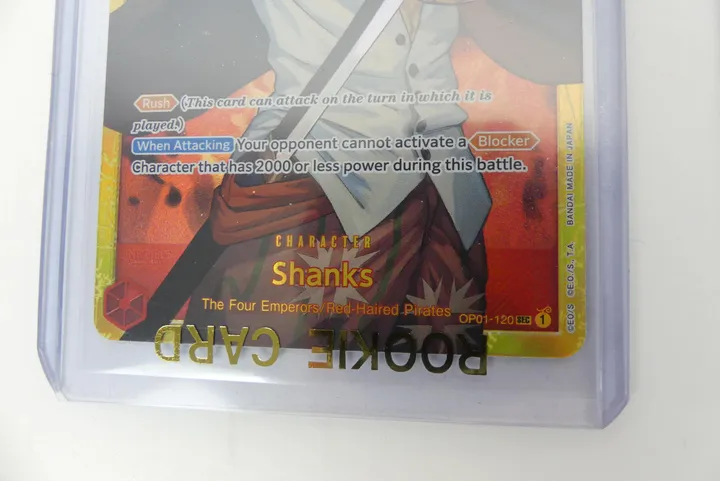 Rush (This card can attack on the turn in which it is
played.)
When Attacking Your opponent cannot activate a Blocker
Character that has 2000 or less power during this battle.
CHARACTER
Shanks
The Four Emperors/Red-Haired Pirates
OP01-120 SEC 1
©E.O/S. ©E.O./S, T.A BANDAI MADE IN JAPAN
ROOKIE CARD